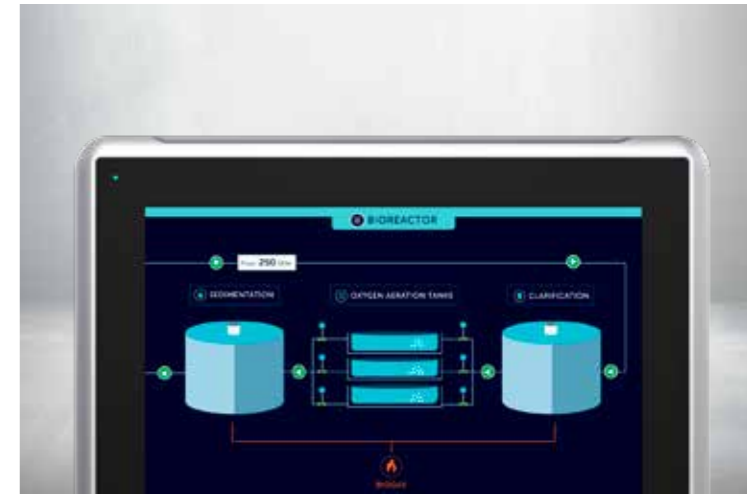 BIOREACTOR
250
SEDIMENTATION
OXYGEN AERATION TANKS
CLARIFICATION
BIOGAS